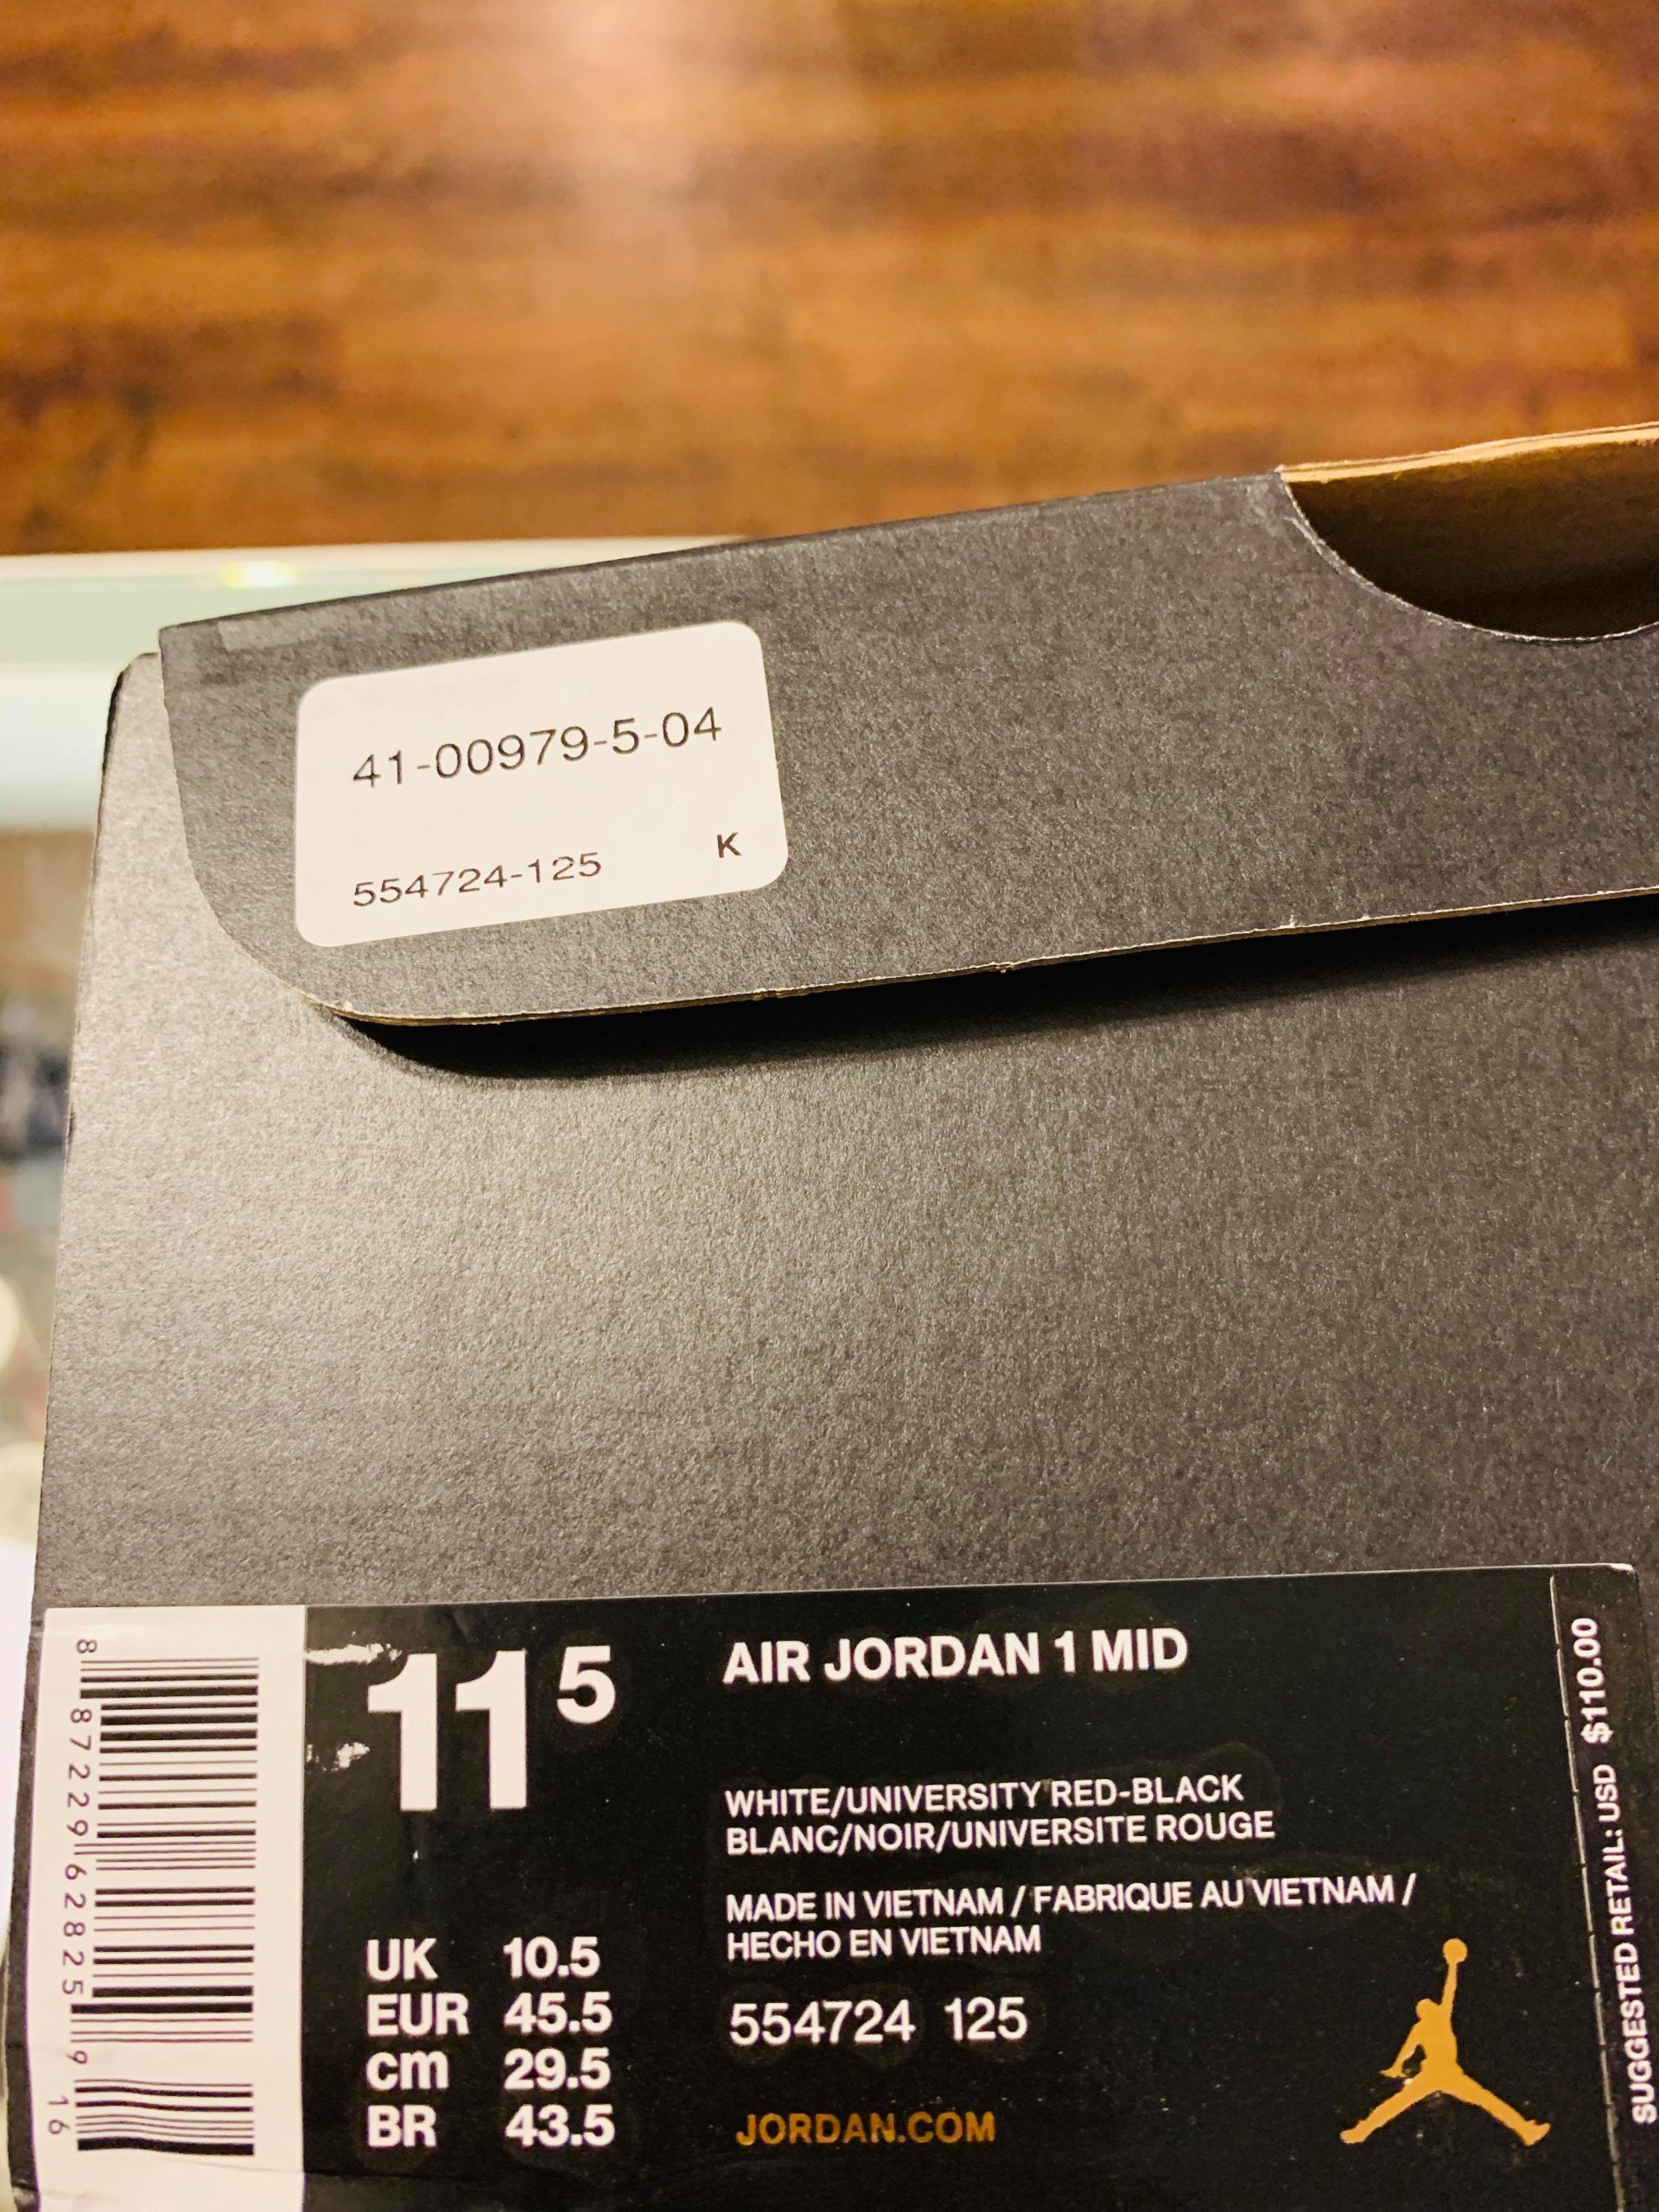 41-00979-5-04
554724-125 K
8 87229 62825 9 16
11 5
AIR JORDAN 1 MID
WHITE/UNIVERSITY RED-BLACK
BLANC/NOIR/UNIVERSITE ROUGE
MADE IN VIETNAM / FABRIQUE AU VIETNAM /
HECHO EN VIETNAM
UK 10.5
EUR 45.5
cm 29.5
BR 43.5
554724 125
JORDAN.COM
SUGGESTED RETAIL: USD $110.00